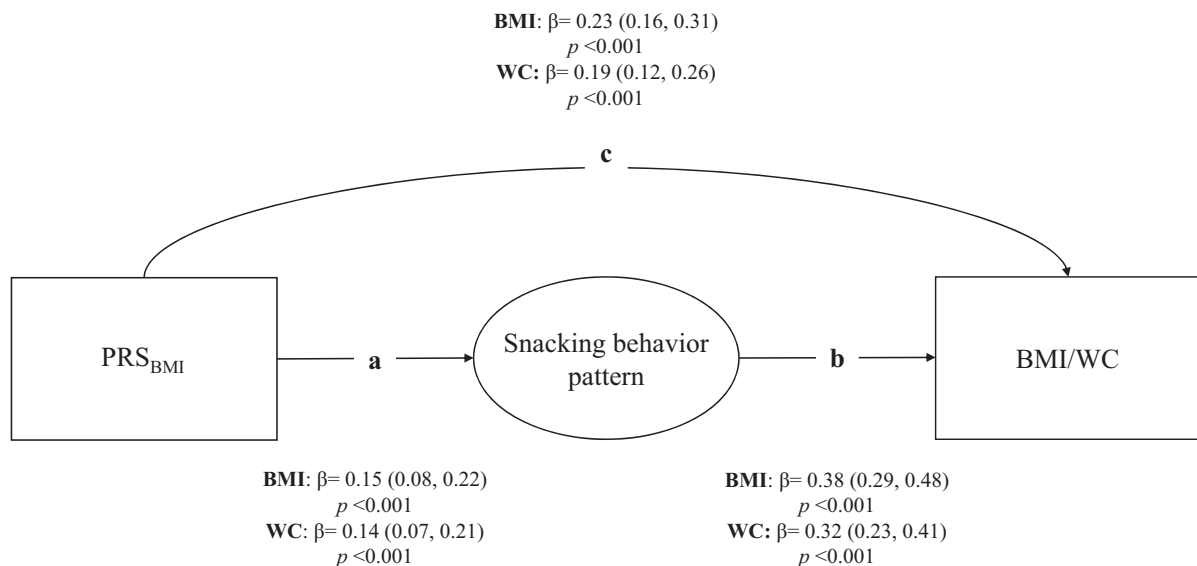 BMI: β= 0.23 (0.16, 0.31)
p <0.001
WC: β= 0.19 (0.12, 0.26)
p <0.001
c
PRSBMI
a
Snacking behavior
pattern
b
BMI/WC
BMI: β= 0.15 (0.08, 0.22)
p <0.001
WC: β= 0.14 (0.07, 0.21)
p <0.001
BMI: β= 0.38 (0.29, 0.48)
p <0.001
WC: β= 0.32 (0.23, 0.41)
p <0.001